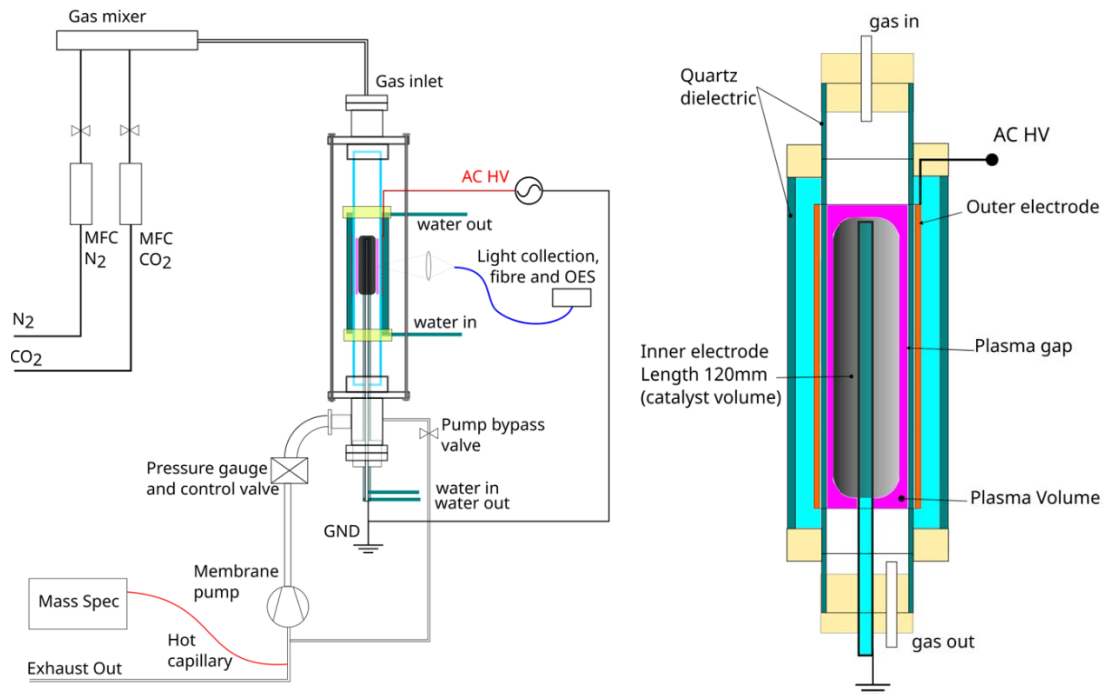 Gas mixer
Gas inlet
AC HV
water out
MFC
N2
MFC
CO2
Light collection,
fibre and OES
water in
N2
CO2
Pump bypass
valve
Pressure gauge
and control valve
water in
water out
GND
Membrane
pump
Mass Spec
Hot
capillary
Exhaust Out
gas in
Quartz
dielectric
AC HV
Outer electrode
Inner electrode
Length 120mm
(catalyst volume)
Plasma gap
Plasma Volume
gas out